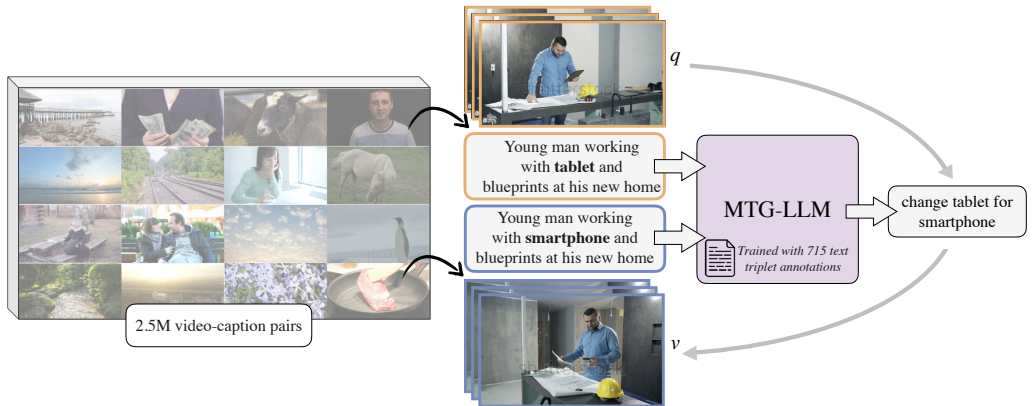 q
Young man working
with tablet and
blueprints at his new home
Young man working
with smartphone and
blueprints at his new home
MTG-LLM
Trained with 715 text
triplet annotations
change tablet for
smartphone
2.5M video-caption pairs
v